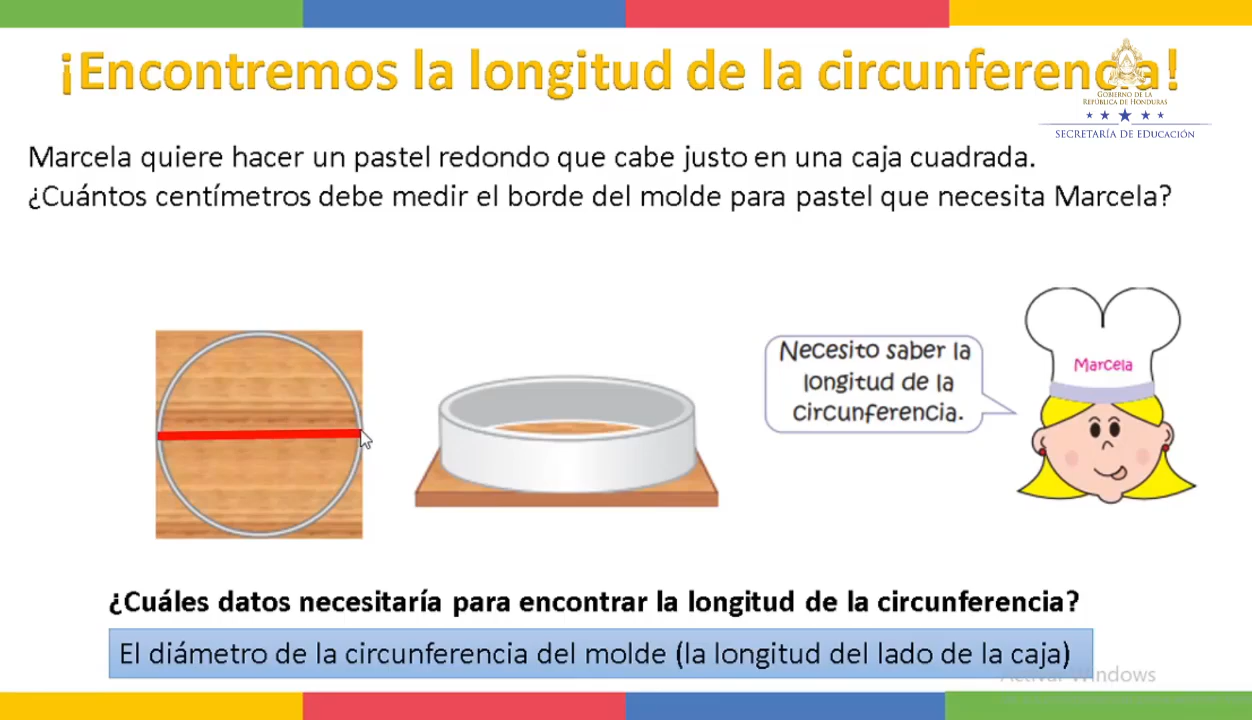 ¡Encontremos la longitud de la circunferencia!
GOBIERNO DE LA
REPÚBLICA DE HONDURAS
SECRETARÍA DE EDUCACIÓN
Marcela quiere hacer un pastel redondo que cabe justo en una caja cuadrada.
¿Cuántos centímetros debe medir el borde del molde para pastel que necesita Marcela?
Necesito saber la
longitud de la
circunferencia.
Marcela
¿Cuáles datos necesitaría para encontrar la longitud de la circunferencia?
El diámetro de la circunferencia del molde (la longitud del lado de la caja)
Activar Windows